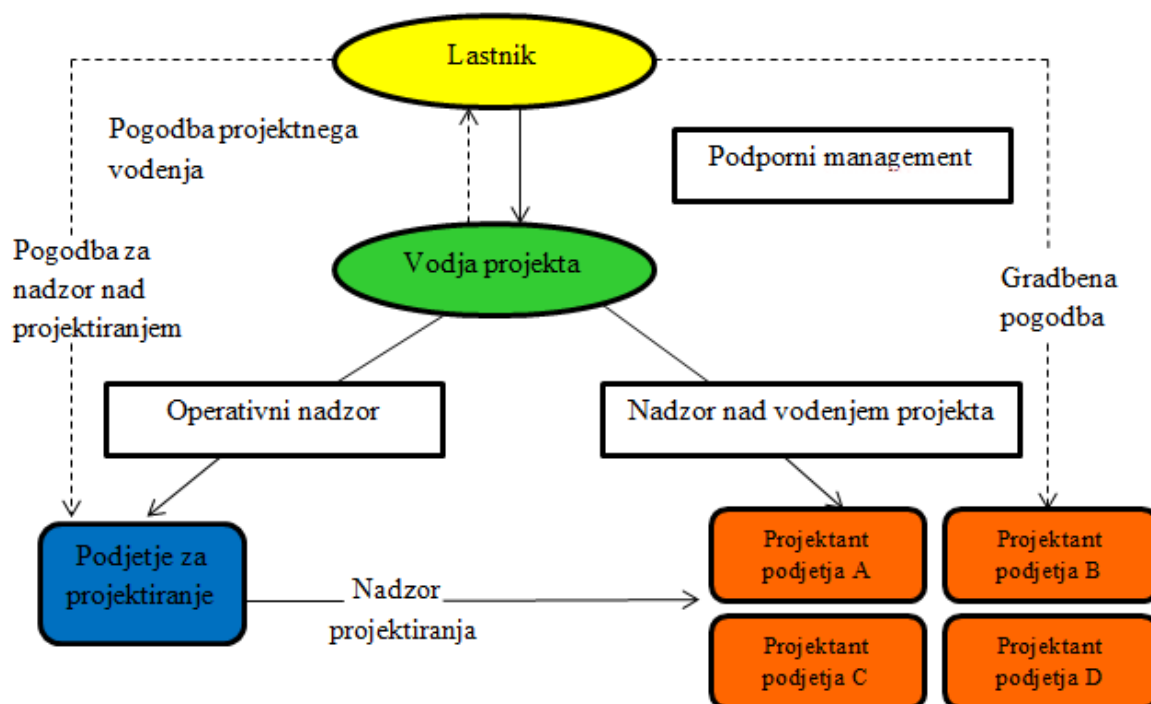 Lastnik
Pogodba projektnega
vodenja
Podporni management
Pogodba za
nadzor nad
projektiranjem
Vodja projekta
Gradbena
pogodba
Operativni nadzor
Nadzor nad vodenjem projekta
Podjetje za
projektiranje
Nadzor
projektiranja
Projektant
podjetja A
Projektant
podjetja B
Projektant
podjetja C
Projektant
podjetja D